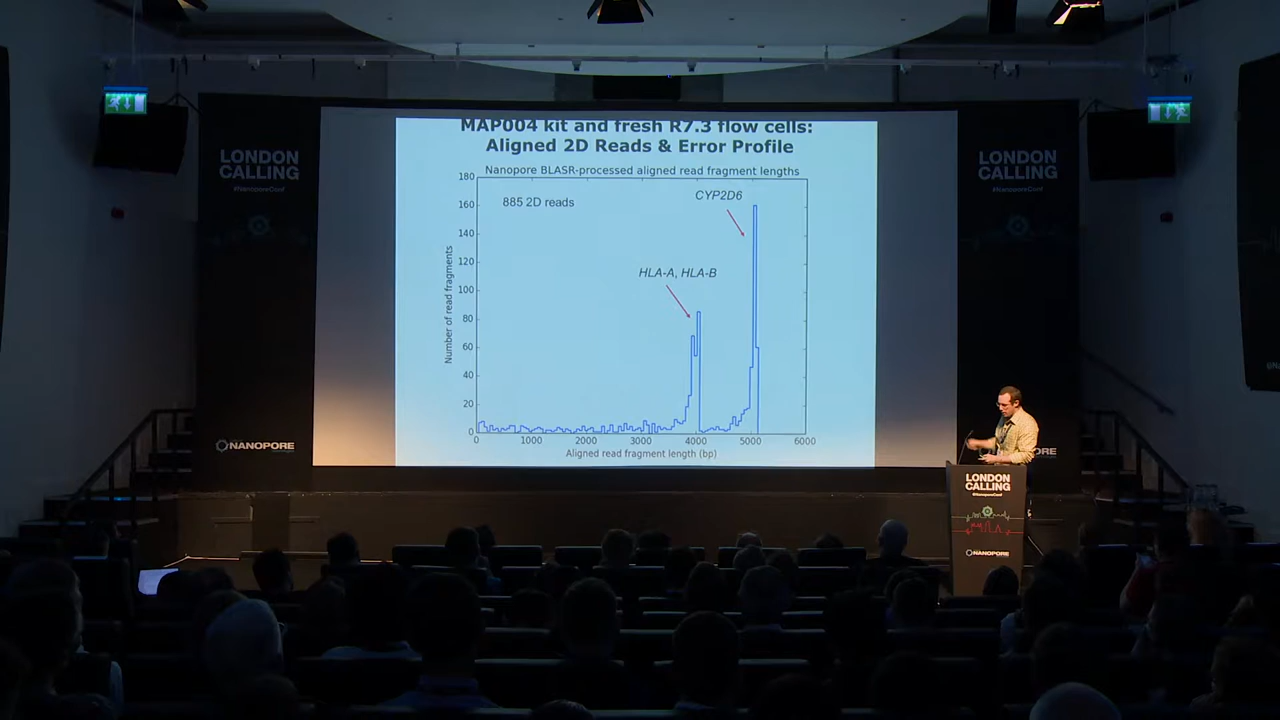 MAP004 kit and fresh R7.3 flow cells:
Aligned 2D Reads & Error Profile
Nanopore BLASR-processed aligned read fragment lengths
180
160
140
120
100
80
60
40
20
0
Number of read fragments
885 2D reads
CYP2D6
HLA-A, HLA-B
0 1000 2000 3000 4000 5000 6000
Aligned read fragment length (bp)
LONDON
CALLING
#NanoporeConf
NANOPORE
LONDON
CALLING
#NanoporeConf
ORE
LONDON
CALLING
#NanoporeConf
NANOPORE